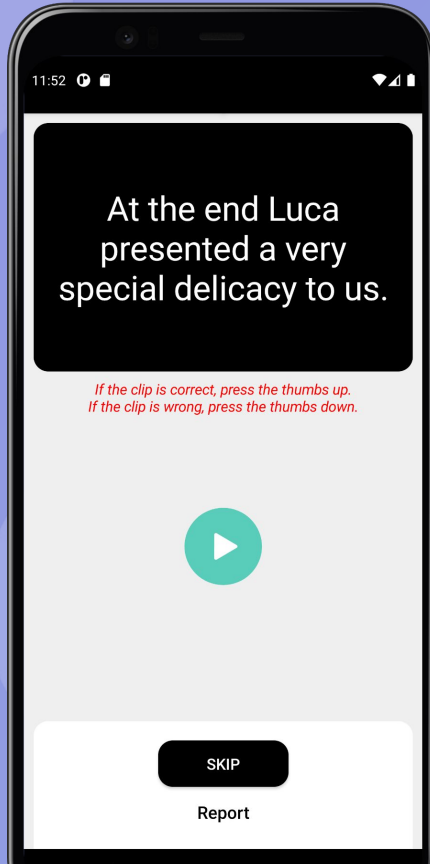 11:52
At the end Luca
presented a very
special delicacy to us.
If the clip is correct, press the thumbs up.
If the clip is wrong, press the thumbs down.
SKIP
Report